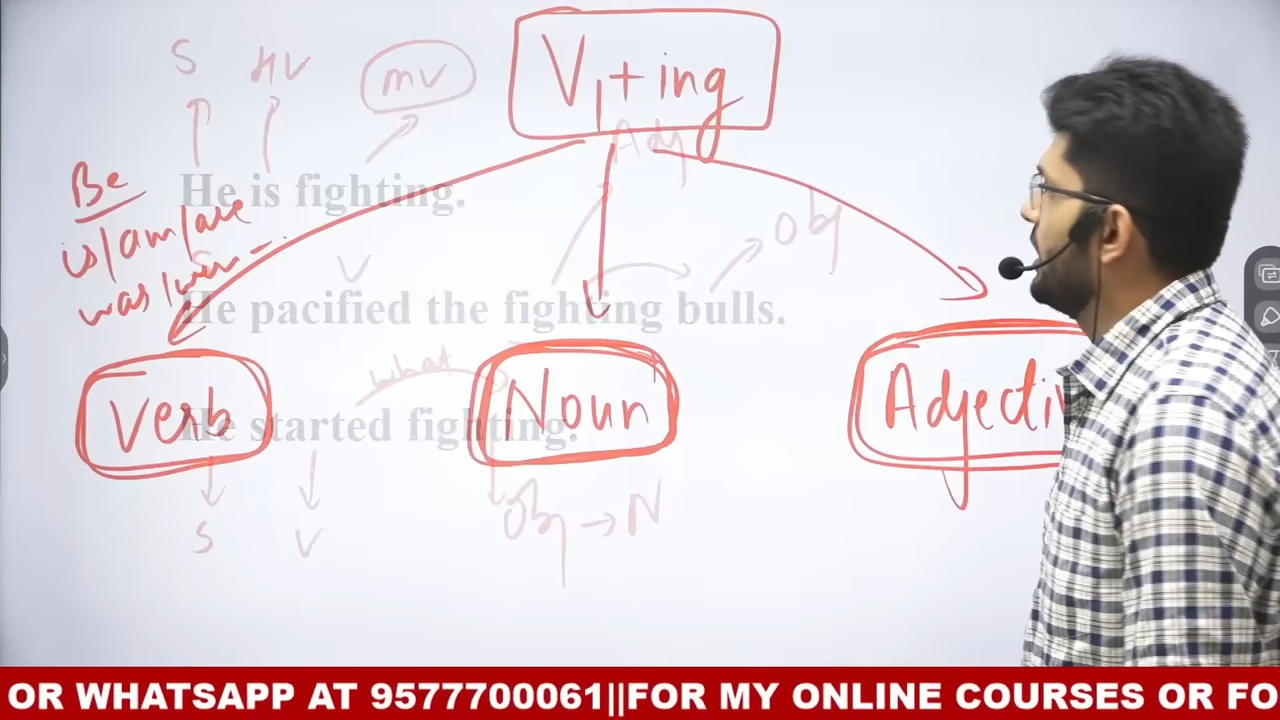 V1+ing
S HV mv
Adj
Be
He is fighting.
is/am/are
was/were
Obj
V
He pacified the fighting bulls.
what
Verb Noun
He started fighting.
Adjecti
S V Obj → N
OR WHATSAPP AT 9577700061||FOR MY ONLINE COURSES OR FO